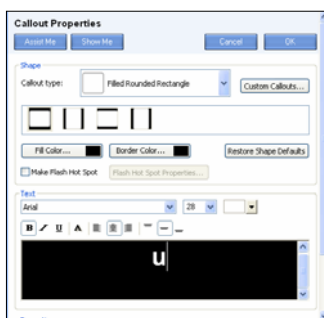 Callout Properties
Assist Me Show Me Cancel OK
Shape
Callout type: Filled Rounded Rectangle Custom Callouts...
Fill Color... Border Color... Restore Shape Defaults
Make Flash Hot Spot Flash Hot Spot Properties...
Text
Arial 28
B I U A
u